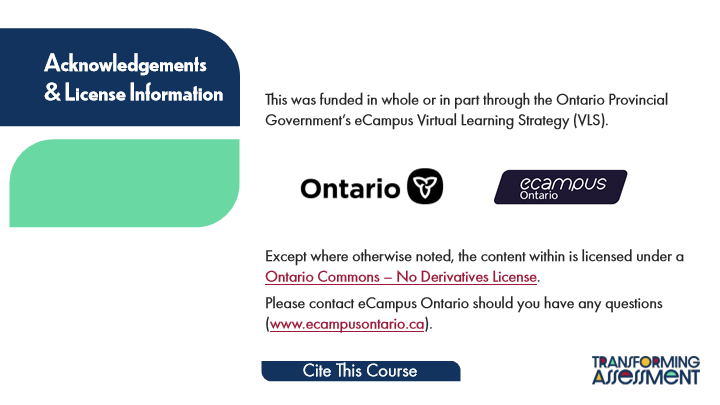 Acknowledgements
& License Information
This was funded in whole or in part through the Ontario Provincial
Government's eCampus Virtual Learning Strategy (VLS).
Ontario
ecampus
Ontario
Except where otherwise noted, the content within is licensed under a
Ontario Commons – No Derivatives License.
Please contact eCampus Ontario should you have any questions
(www.ecampusontario.ca).
Cite This Course
TRANSFORMING
ASSESSMENT